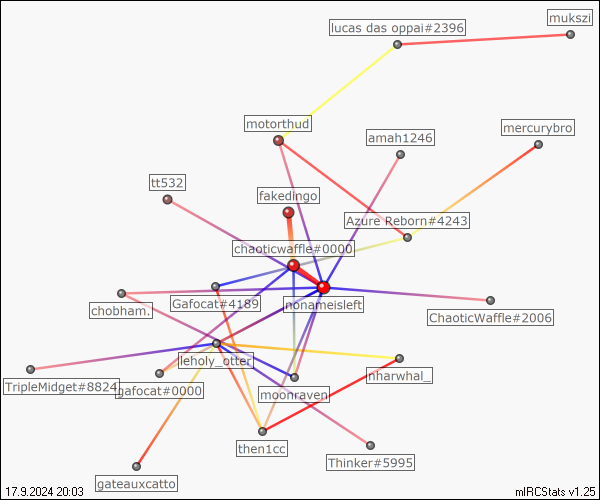 mukszi
lucas das oppai#2396
motorthud
mercurybro
amah1246
tt532
fakedingo
Azure Reborn#4243
chaoticwaffle#0000
Gafocat#4189
nonameisleft
chobham.
ChaoticWaffle#2006
leholy_otter
nharwhal_
TripleMidget#8824
gafocat#0000
moonraven
then1cc
Thinker#5995
gateauxcatto
17.9.2024 20:03
mIRCStats v1.25